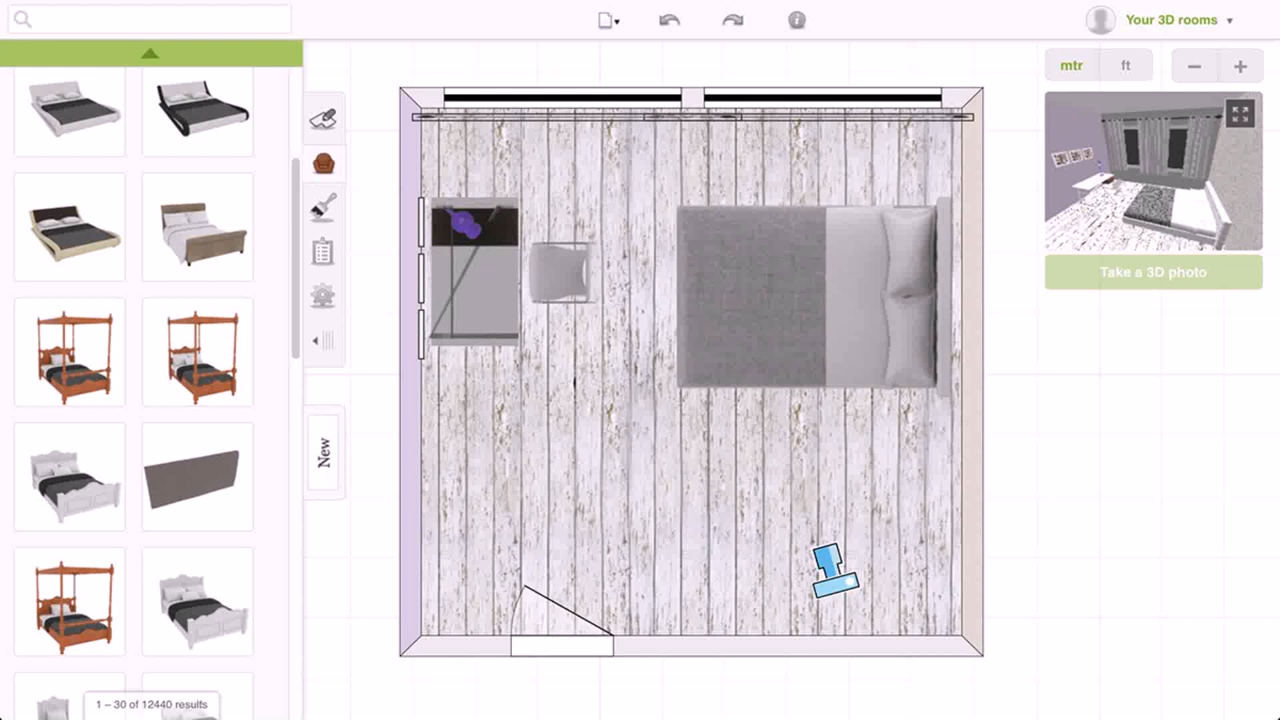 Your 3D rooms
mtr ft
Take a 3D photo
New
1 – 30 of 12440 results